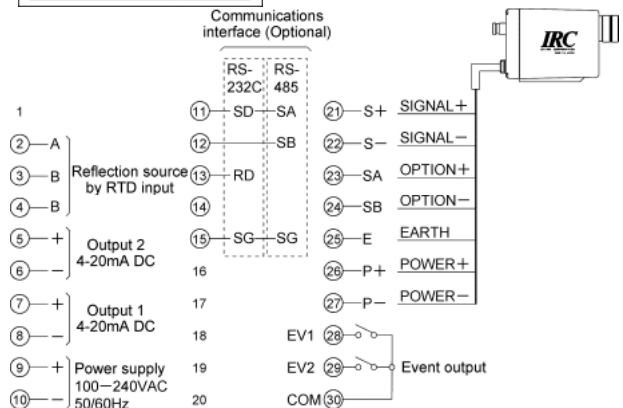 Communications
interface (Optional)
RS-232C RS-485
IRC
1 ⑪ SD SA ㉑ S+ SIGNAL+
② A ⑫ SB ㉒ S− SIGNAL−
③ B Reflection source ⑬ RD ㉓ SA OPTION+
by RTD input
④ B ⑭ ㉔ SB OPTION−
⑤ + Output 2 ⑮ SG SG ㉕ E EARTH
4-20mA DC
⑥ − 16 ㉖ P+ POWER+
⑦ + Output 1 17 ㉗ P− POWER−
4-20mA DC
⑧ − 18 EV1 ㉘
⑨ + Power supply 19 EV2 ㉙ Event output
100−240VAC
⑩ − 50/60Hz 20 COM ㉚